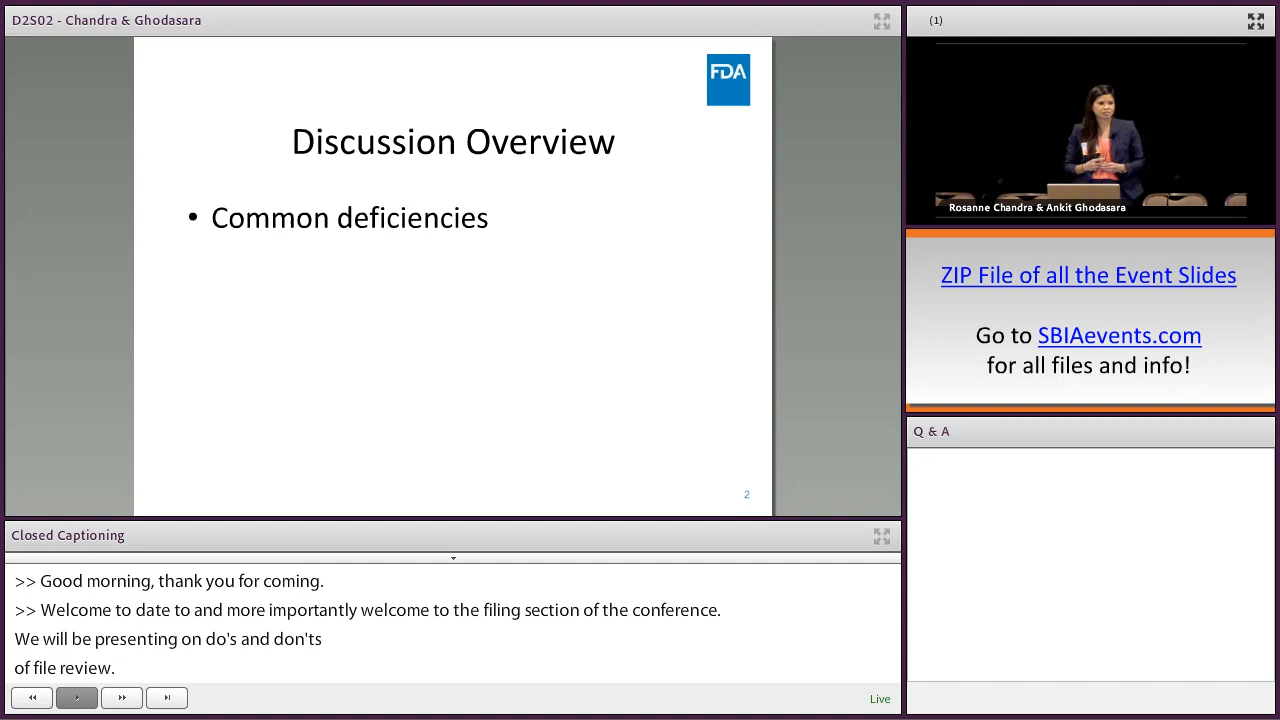 D2S02 - Chandra & Ghodasara
FDA
Discussion Overview
• Common deficiencies
2
Closed Captioning
>> Good morning, thank you for coming.
>> Welcome to date to and more importantly welcome to the filing section of the conference.
We will be presenting on do's and don'ts
of file review.
Live
(1)
Rosanne Chandra & Ankit Ghodasara
ZIP File of all the Event Slides
Go to SBIAevents.com
for all files and info!
Q & A